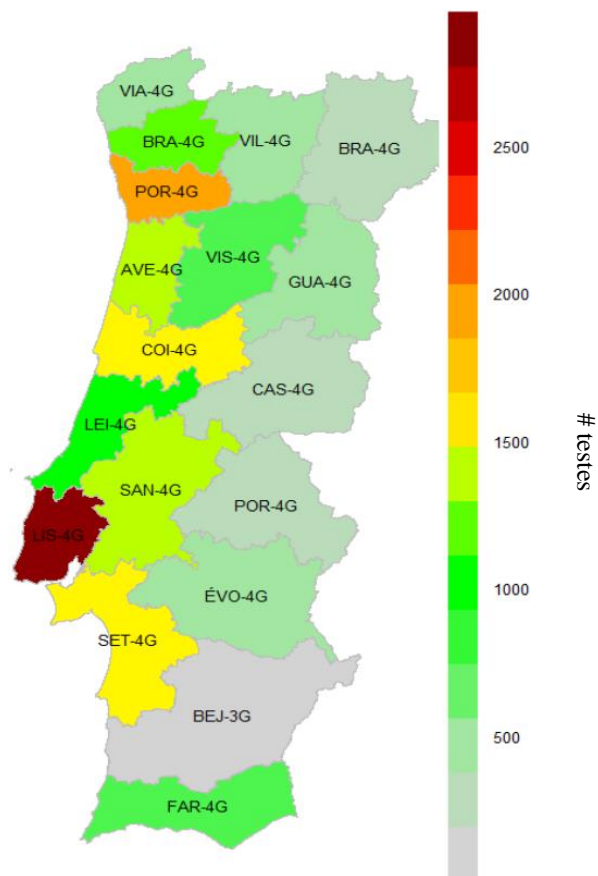 VIA-4G
BRA-4G
VIL-4G
BRA-4G
POR-4G
AVE-4G
VIS-4G
GUA-4G
COI-4G
CAS-4G
LEI-4G
SAN-4G
POR-4G
LIS-4G
ÉVO-4G
SET-4G
BEJ-3G
FAR-4G
2500
2000
1500
1000
500
# testes